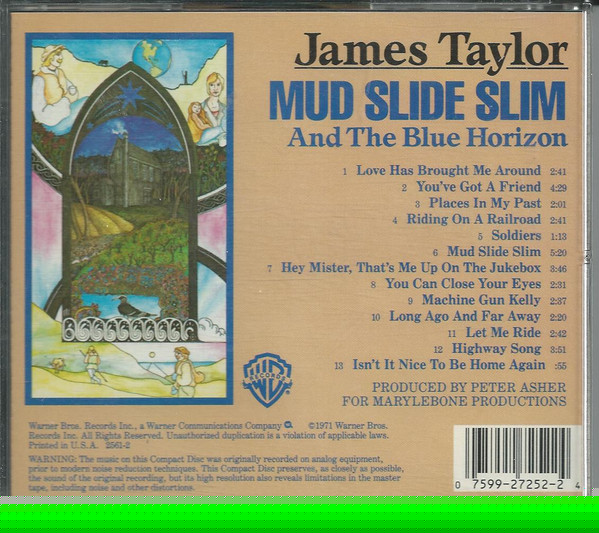 James Taylor
MUD SLIDE SLIM
And The Blue Horizon
1 Love Has Brought Me Around 2:41
2 You've Got A Friend 4:29
3 Places In My Past 2:01
4 Riding On A Railroad 2:41
5 Soldiers 1:13
6 Mud Slide Slim 5:20
7 Hey Mister, That's Me Up On The Jukebox 3:46
8 You Can Close Your Eyes 2:31
9 Machine Gun Kelly 2:37
10 Long Ago And Far Away 2:20
11 Let Me Ride 2:42
12 Highway Song 3:51
13 Isn't It Nice To Be Home Again :55
PRODUCED BY PETER ASHER
FOR MARYLEBONE PRODUCTIONS
RECORDS
Warner Bros. Records Inc., a Warner Communications Company ©1971 Warner Bros.
Records Inc. All Rights Reserved. Unauthorized duplication is a violation of applicable laws.
Printed in U.S.A. 2561-2
WARNING: The music on this Compact Disc was originally recorded on analog equipment,
prior to modern noise reduction techniques. This Compact Disc preserves, as closely as possible,
the sound of the original recording, but its high resolution also reveals limitations in the master
tape, including noise and other distortions.
0 7599-27252-2 4